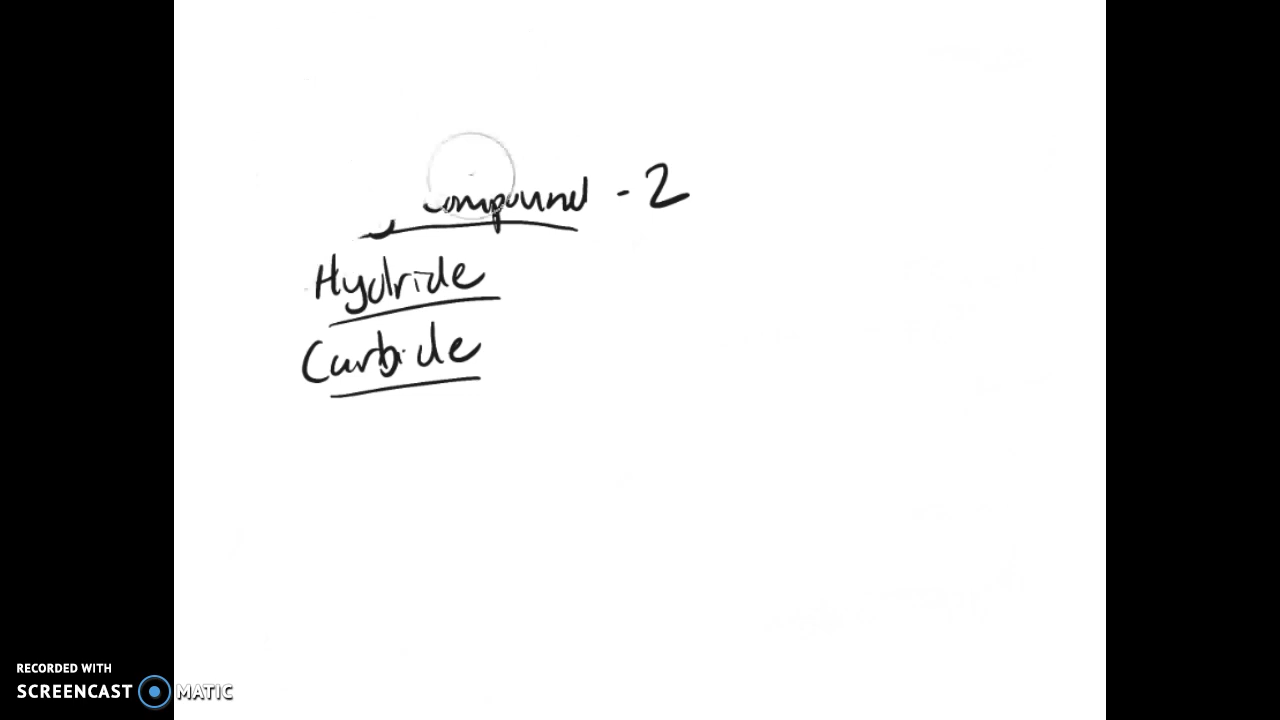 compound - 2
Hydride
Carbide
RECORDED WITH
SCREENCAST MATIC